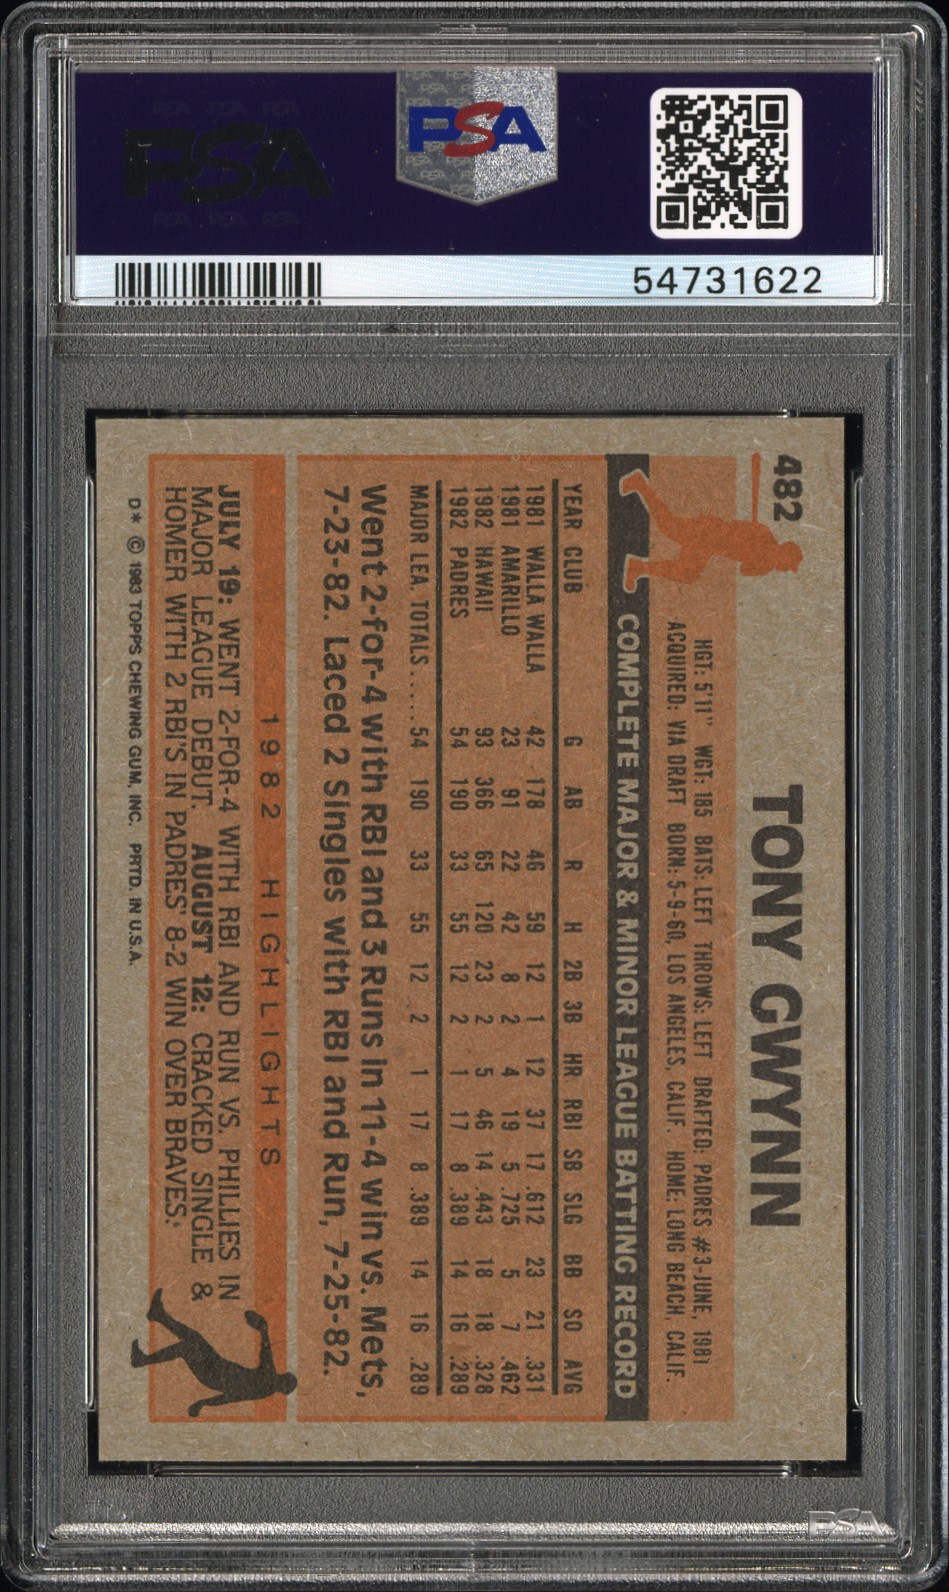 PSA
PSA
54731622
482
TONY GWYNN
HGT: 5'11" WGT: 185 BATS: LEFT THROWS: LEFT DRAFTED: PADRES #3-JUNE, 1981
ACQUIRED: VIA DRAFT BORN: 5-9-60, LOS ANGELES, CALIF. HOME: LONG BEACH, CALIF.
COMPLETE MAJOR & MINOR LEAGUE BATTING RECORD
YEAR CLUB G AB R H 2B 3B HR RBI SB SLG BB SO AVG
1981 WALLA WALLA 42 178 46 59 12 1 12 37 17 .612 23 21 .331
1981 AMARILLO 23 91 22 42 8 2 4 19 5 .725 5 7 .462
1982 HAWAII 93 366 65 120 23 2 5 46 14 .443 18 18 .328
1982 PADRES 54 190 33 55 12 2 1 17 8 .389 14 16 .289
MAJOR LEA. TOTALS..... 54 190 33 55 12 2 1 17 8 .389 14 16 .289
Went 2-for-4 with RBI and 3 Runs in 11-4 win vs. Mets,
7-23-82. Laced 2 Singles with RBI and Run, 7-25-82.
1982 HIGHLIGHTS
JULY 19: WENT 2-FOR-4 WITH RBI AND RUN VS. PHILLIES IN
MAJOR LEAGUE DEBUT. AUGUST 12: CRACKED SINGLE &
HOMER WITH 2 RBI'S IN PADRES' 8-2 WIN OVER BRAVES.
D* © 1983 TOPPS CHEWING GUM, INC. PRTD. IN U.S.A.
PSA